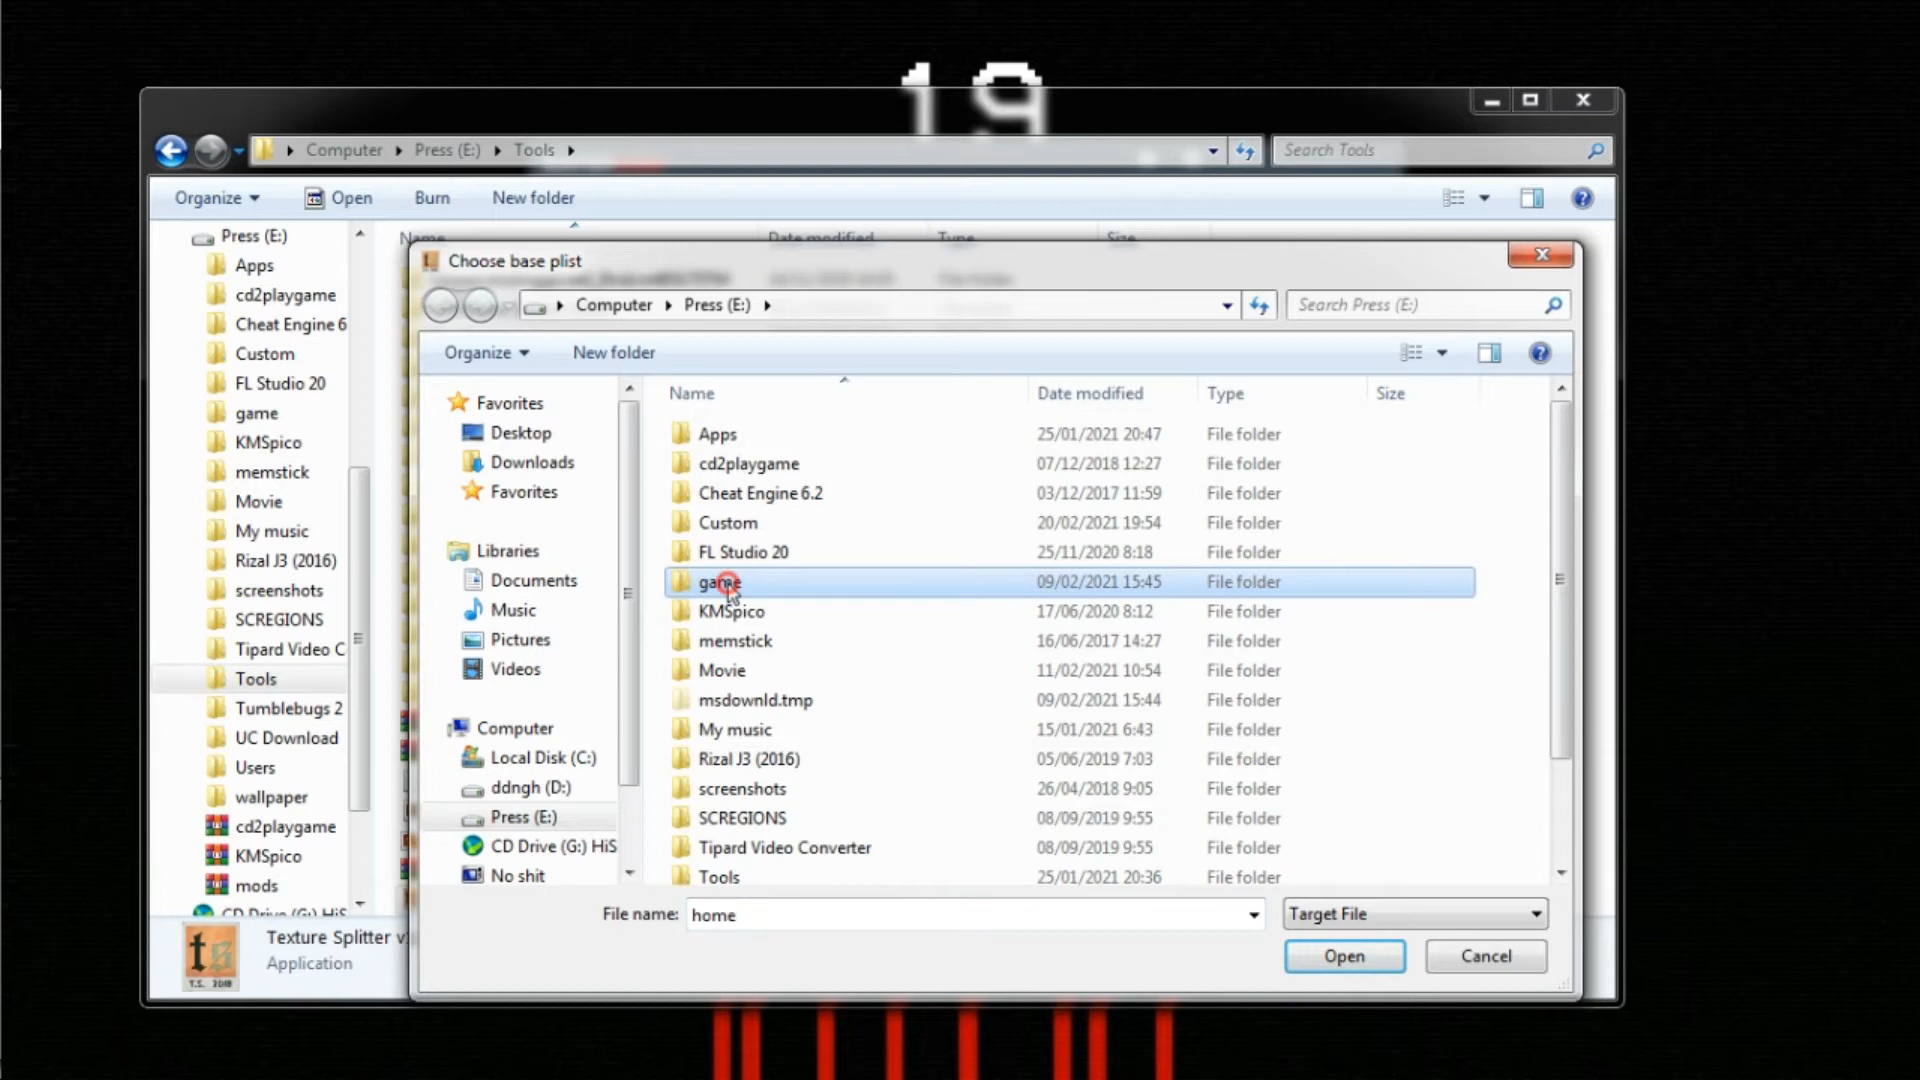 19
Computer Press (E:) Tools
Search Tools
Organize Open Burn New folder
Name Date modified Type Size
Press (E:)
Apps
cd2playgame
Cheat Engine 6
Custom
FL Studio 20
game
KMSpico
memstick
Movie
My music
Rizal J3 (2016)
screenshots
SCREGIONS
Tipard Video C
Tools
Tumblebugs 2
UC Download
Users
wallpaper
cd2playgame
KMSpico
mods
CD Drive (G:) HiS
ts
T.S. 2018
Texture Splitter v
Application
Choose base plist
Computer Press (E:)
Search Press (E:)
Organize New folder
Favorites
Desktop
Downloads
Favorites
Libraries
Documents
Music
Pictures
Videos
Computer
Local Disk (C:)
ddngh (D:)
Press (E:)
CD Drive (G:) HiS
No shit
Name Date modified Type Size
Apps 25/01/2021 20:47 File folder
cd2playgame 07/12/2018 12:27 File folder
Cheat Engine 6.2 03/12/2017 11:59 File folder
Custom 20/02/2021 19:54 File folder
FL Studio 20 25/11/2020 8:18 File folder
game 09/02/2021 15:45 File folder
KMSpico 17/06/2020 8:12 File folder
memstick 16/06/2017 14:27 File folder
Movie 11/02/2021 10:54 File folder
msdownld.tmp 09/02/2021 15:44 File folder
My music 15/01/2021 6:43 File folder
Rizal J3 (2016) 05/06/2019 7:03 File folder
screenshots 26/04/2018 9:05 File folder
SCREGIONS 08/09/2019 9:55 File folder
Tipard Video Converter 08/09/2019 9:55 File folder
Tools 25/01/2021 20:36 File folder
File name: home
Target File
Open Cancel